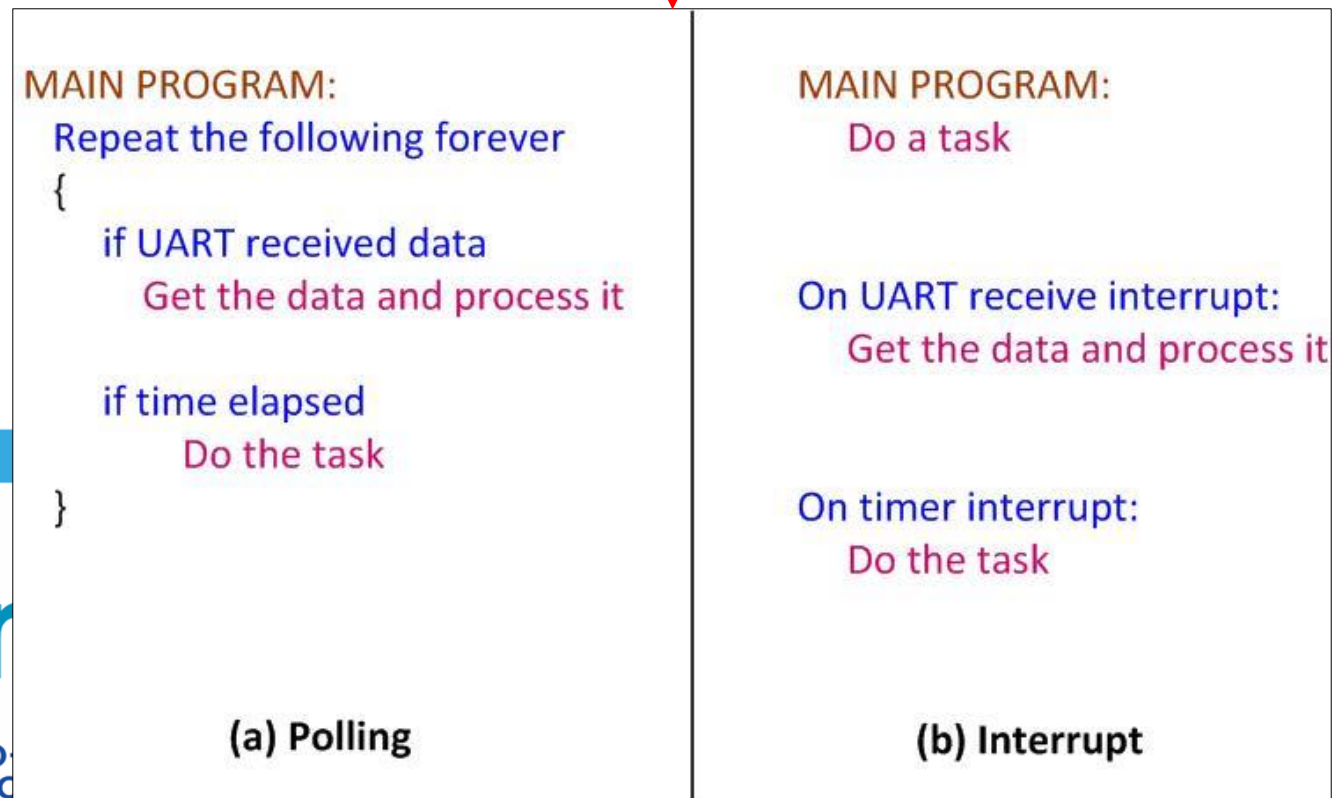 MAIN PROGRAM:
Repeat the following forever
{
if UART received data
Get the data and process it
if time elapsed
Do the task
}
(a) Polling
MAIN PROGRAM:
Do a task
On UART receive interrupt:
Get the data and process it
On timer interrupt:
Do the task
(b) Interrupt